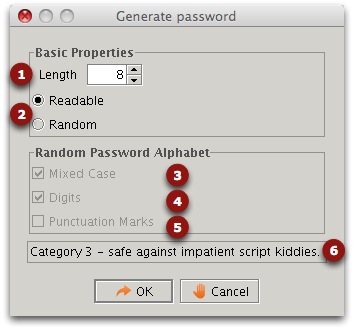 Generate password
Basic Properties
1 Length 8
Readable
2
Random
Random Password Alphabet
Mixed Case 3
Digits 4
Punctuation Marks 5
Category 3 - safe against impatient script kiddies. 6
OK Cancel